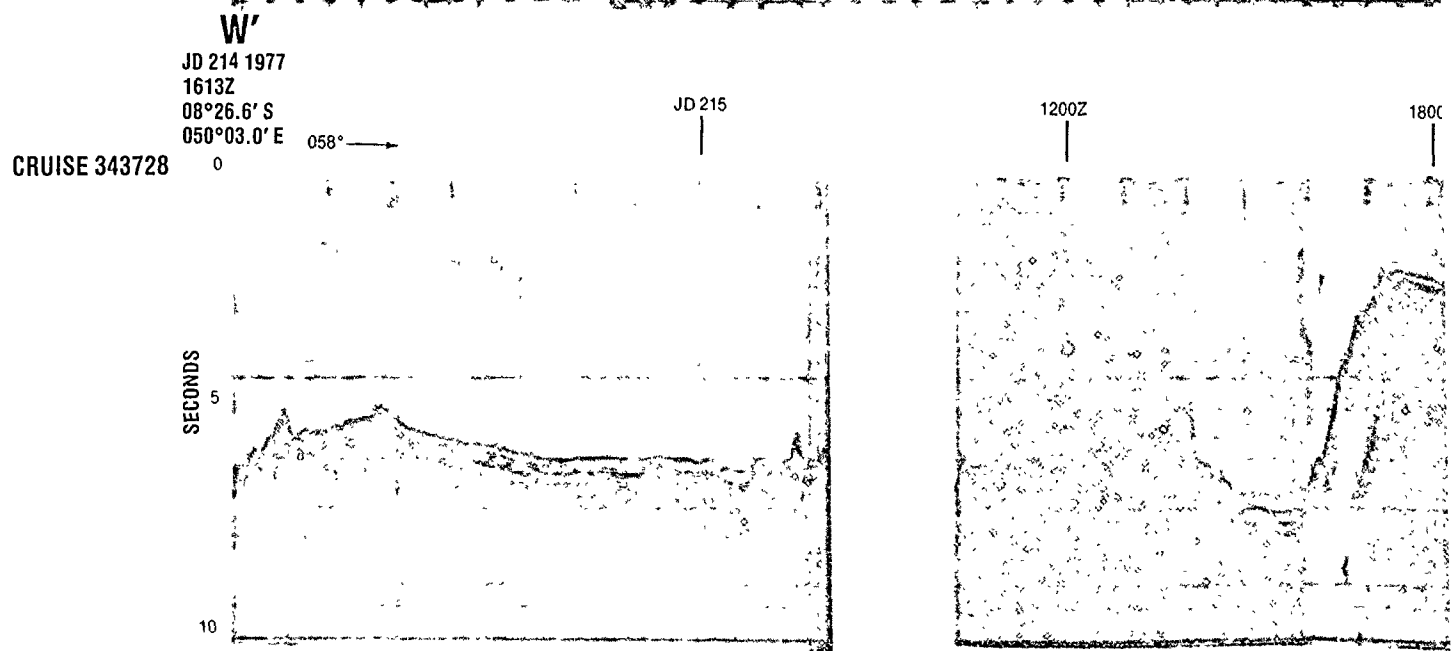 W′
JD 214 1977
1613Z
08°26.6′ S
050°03.0′ E
058°
JD 215
1200Z
1800
CRUISE 343728
0
SECONDS
5
10